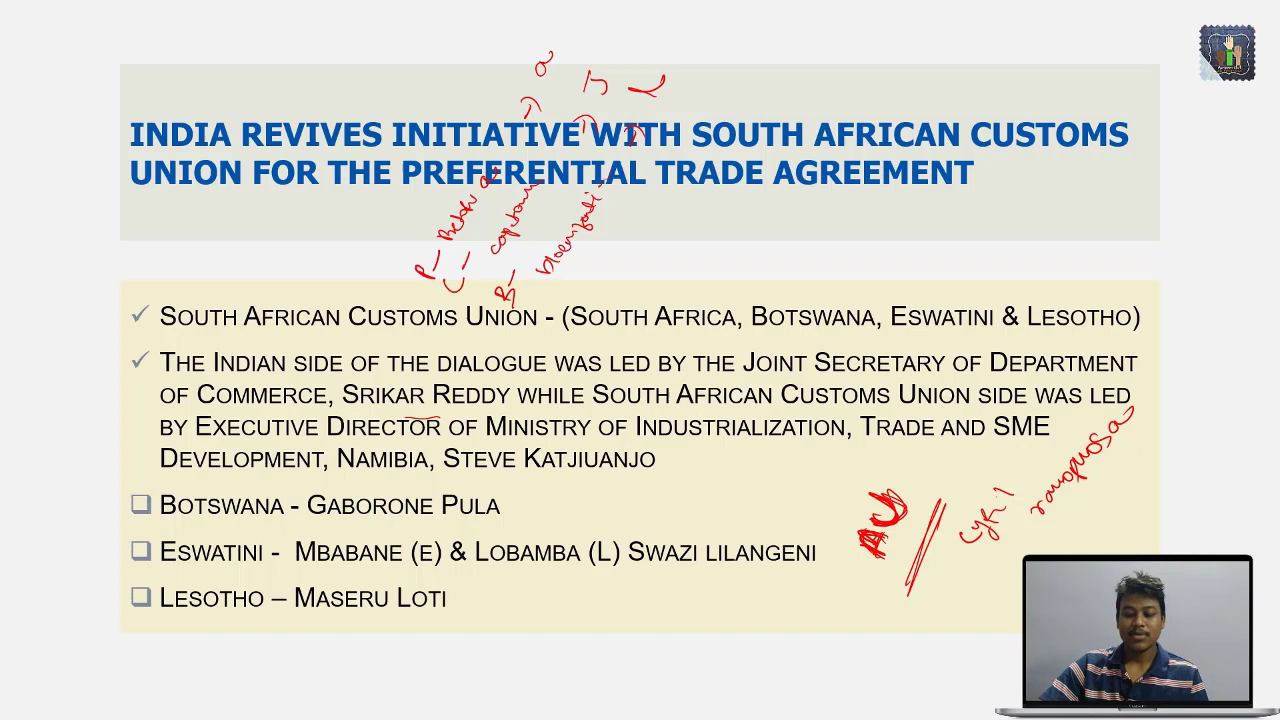 INDIA REVIVES INITIATIVE WITH SOUTH AFRICAN CUSTOMS
UNION FOR THE PREFERENTIAL TRADE AGREEMENT
SOUTH AFRICAN CUSTOMS UNION - (SOUTH AFRICA, BOTSWANA, ESWATINI & LESOTHO)
THE INDIAN SIDE OF THE DIALOGUE WAS LED BY THE JOINT SECRETARY OF DEPARTMENT
OF COMMERCE, SRIKAR REDDY WHILE SOUTH AFRICAN CUSTOMS UNION SIDE WAS LED
BY EXECUTIVE DIRECTOR OF MINISTRY OF INDUSTRIALIZATION, TRADE AND SME
DEVELOPMENT, NAMIBIA, STEVE KATJIUANJO
BOTSWANA - GABORONE PULA
ESWATINI - MBABANE (E) & LOBAMBA (L) SWAZI LILANGENI
LESOTHO – MASERU LOTI
P -
C -
B -
AU
Cyril
ramaphosa